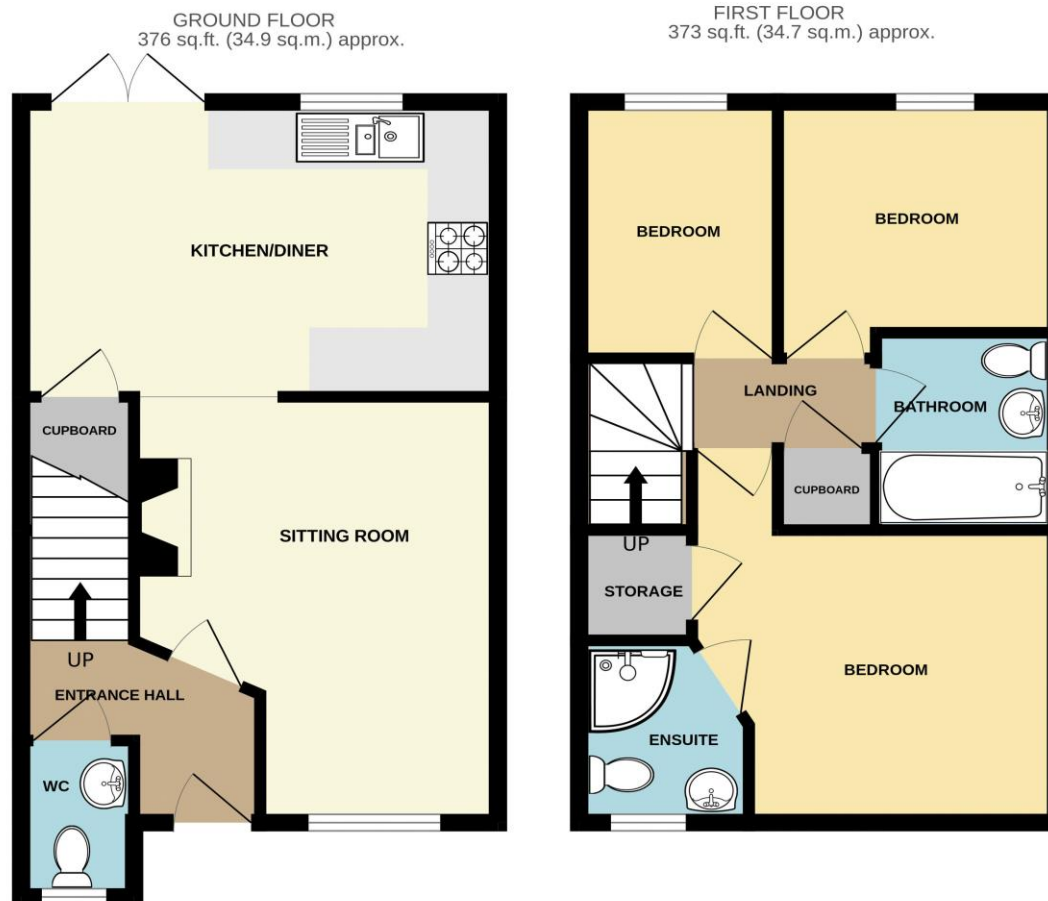 GROUND FLOOR
376 sq.ft. (34.9 sq.m.) approx.
KITCHEN/DINER
CUPBOARD
SITTING ROOM
UP
ENTRANCE HALL
WC
FIRST FLOOR
373 sq.ft. (34.7 sq.m.) approx.
BEDROOM
BEDROOM
LANDING
BATHROOM
CUPBOARD
UP
STORAGE
BEDROOM
ENSUITE